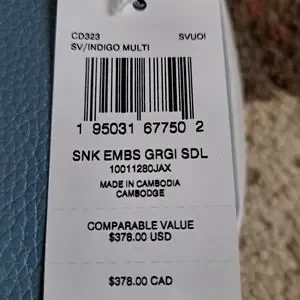 CD323 SVUOI
SV/INDIGO MULTI
1 95031 67750 2
SNK EMBS GRGI SDL
10011280JAX
MADE IN CAMBODIA
CAMBODGE
COMPARABLE VALUE
$378.00 USD
$378.00 CAD